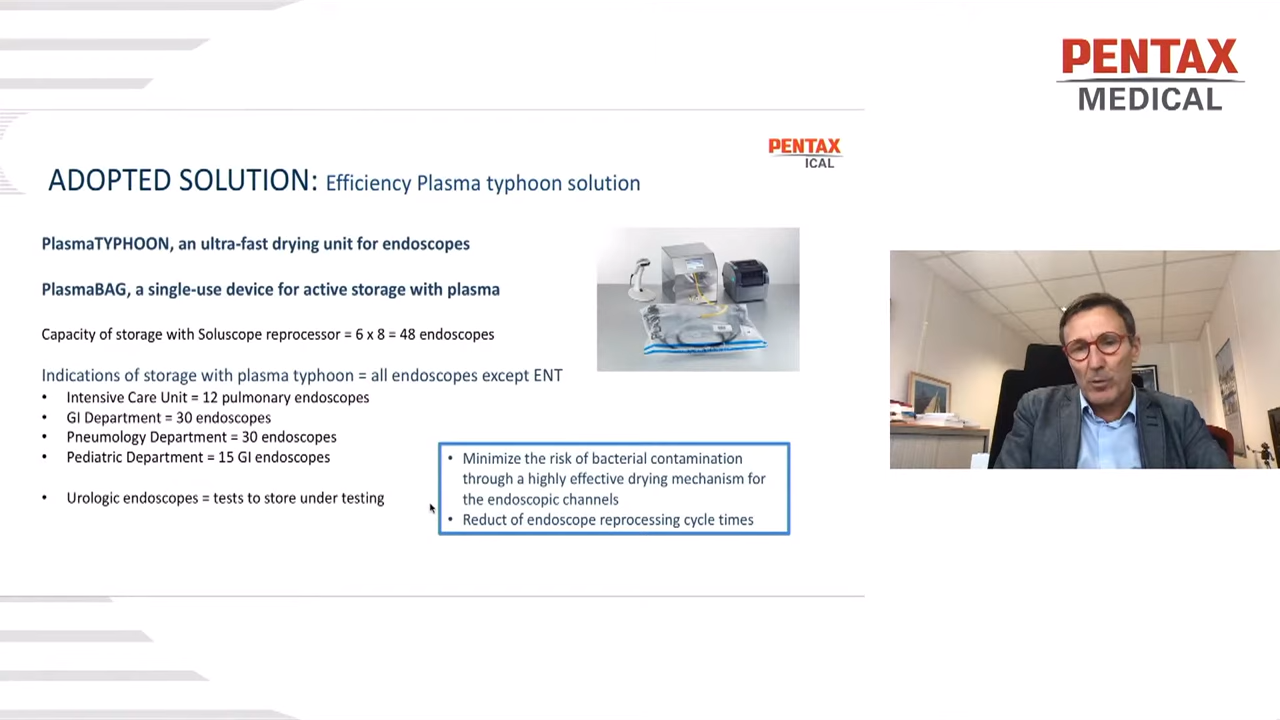 PENTAX
MEDICAL
PENTAX
ICAL
ADOPTED SOLUTION: Efficiency Plasma typhoon solution
PlasmaTYPHOON, an ultra-fast drying unit for endoscopes
PlasmaBAG, a single-use device for active storage with plasma
Capacity of storage with Soluscope reprocessor = 6 x 8 = 48 endoscopes
Indications of storage with plasma typhoon = all endoscopes except ENT
• Intensive Care Unit = 12 pulmonary endoscopes
• GI Department = 30 endoscopes
• Pneumology Department = 30 endoscopes
• Pediatric Department = 15 GI endoscopes
• Urologic endoscopes = tests to store under testing
• Minimize the risk of bacterial contamination
through a highly effective drying mechanism for
the endoscopic channels
• Reduct of endoscope reprocessing cycle times